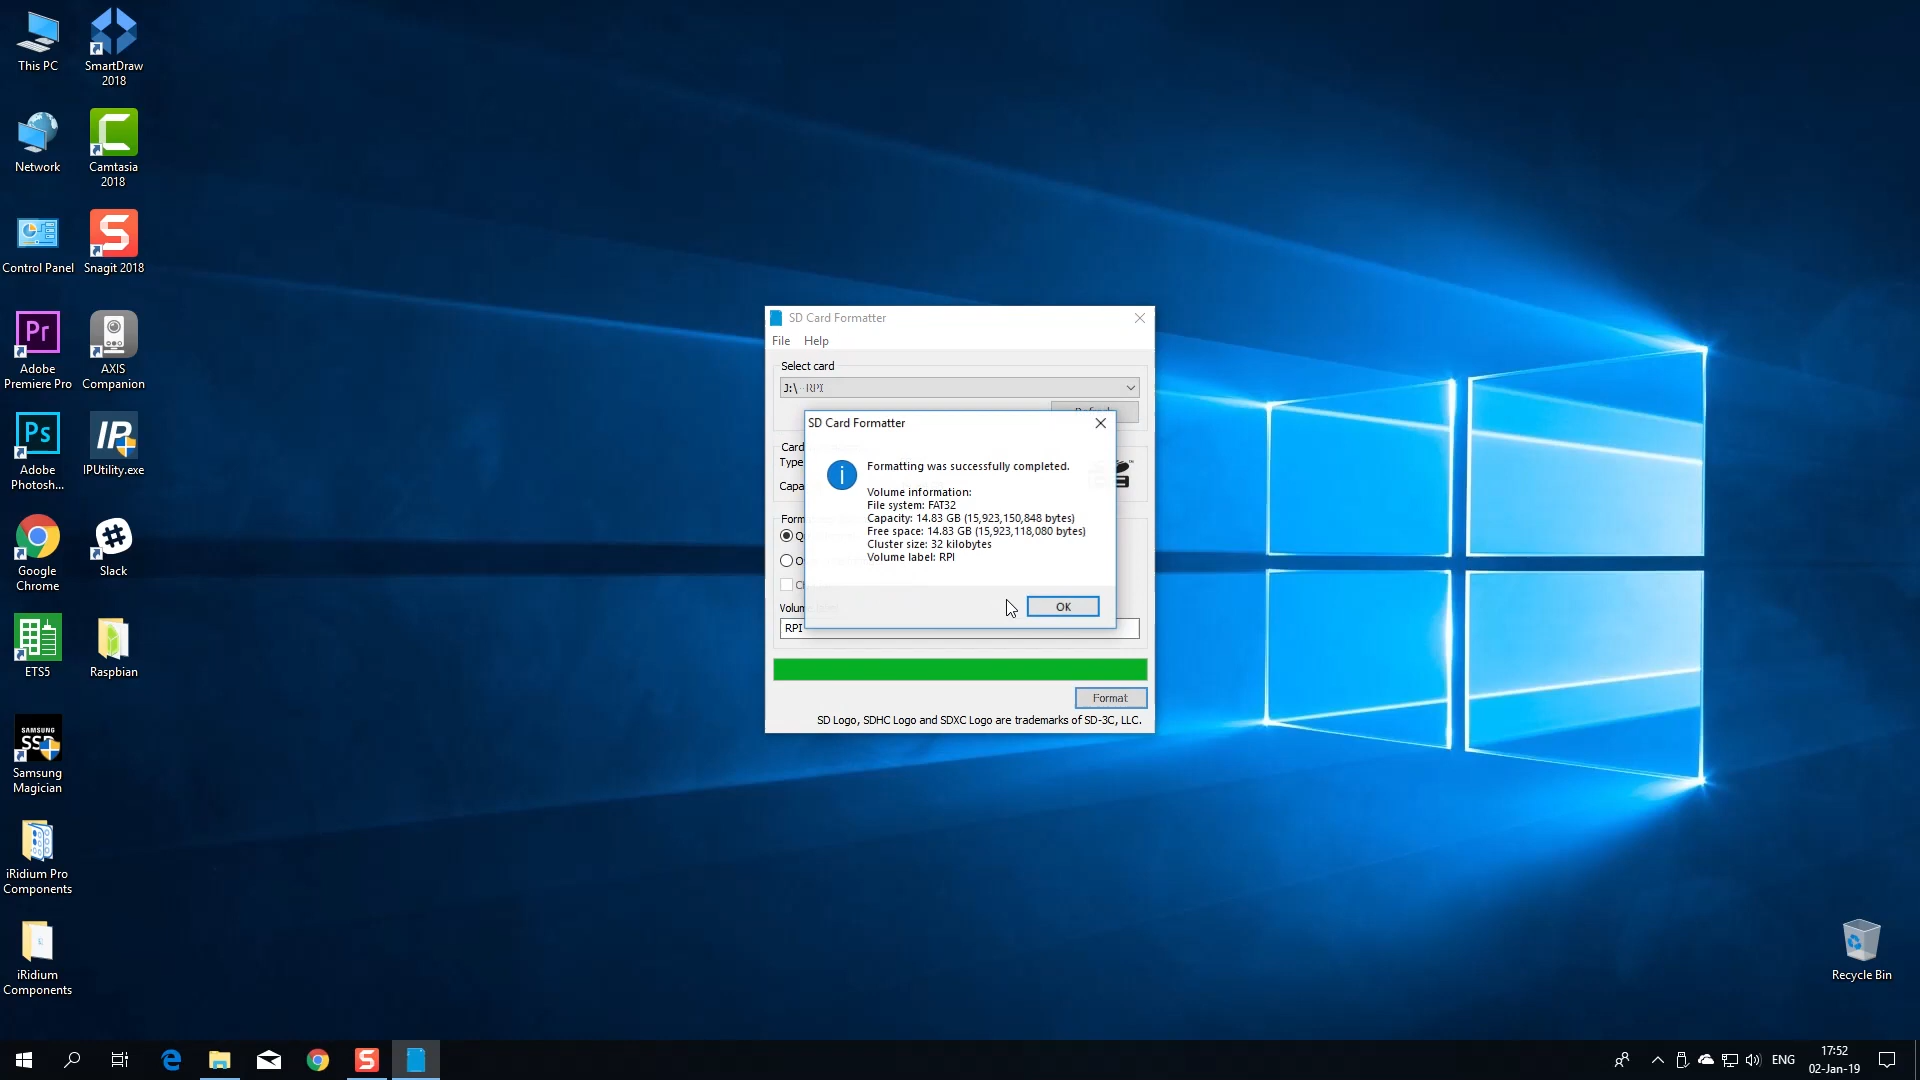 This PC
SmartDraw
2018
Network
Camtasia
2018
Control Panel
Snagit 2018
Pr
Adobe
Premiere Pro
AXIS
Companion
Ps
Adobe
Photosh...
IP
IPUtility.exe
Google
Chrome
Slack
ETS5
Raspbian
SAMSUNG
SSD
Samsung
Magician
iRidium Pro
Components
iRidium
Components
SD Card Formatter
File Help
Select card
J:\ - RPI
Card
Type
Capa
Form
Volum
RPI
SD Card Formatter
Formatting was successfully completed.
Volume information:
File system: FAT32
Capacity: 14.83 GB (15,923,150,848 bytes)
Free space: 14.83 GB (15,923,118,080 bytes)
Cluster size: 32 kilobytes
Volume label: RPI
OK
Format
SD Logo, SDHC Logo and SDXC Logo are trademarks of SD-3C, LLC.
Recycle Bin
ENG
17:52
02-Jan-19